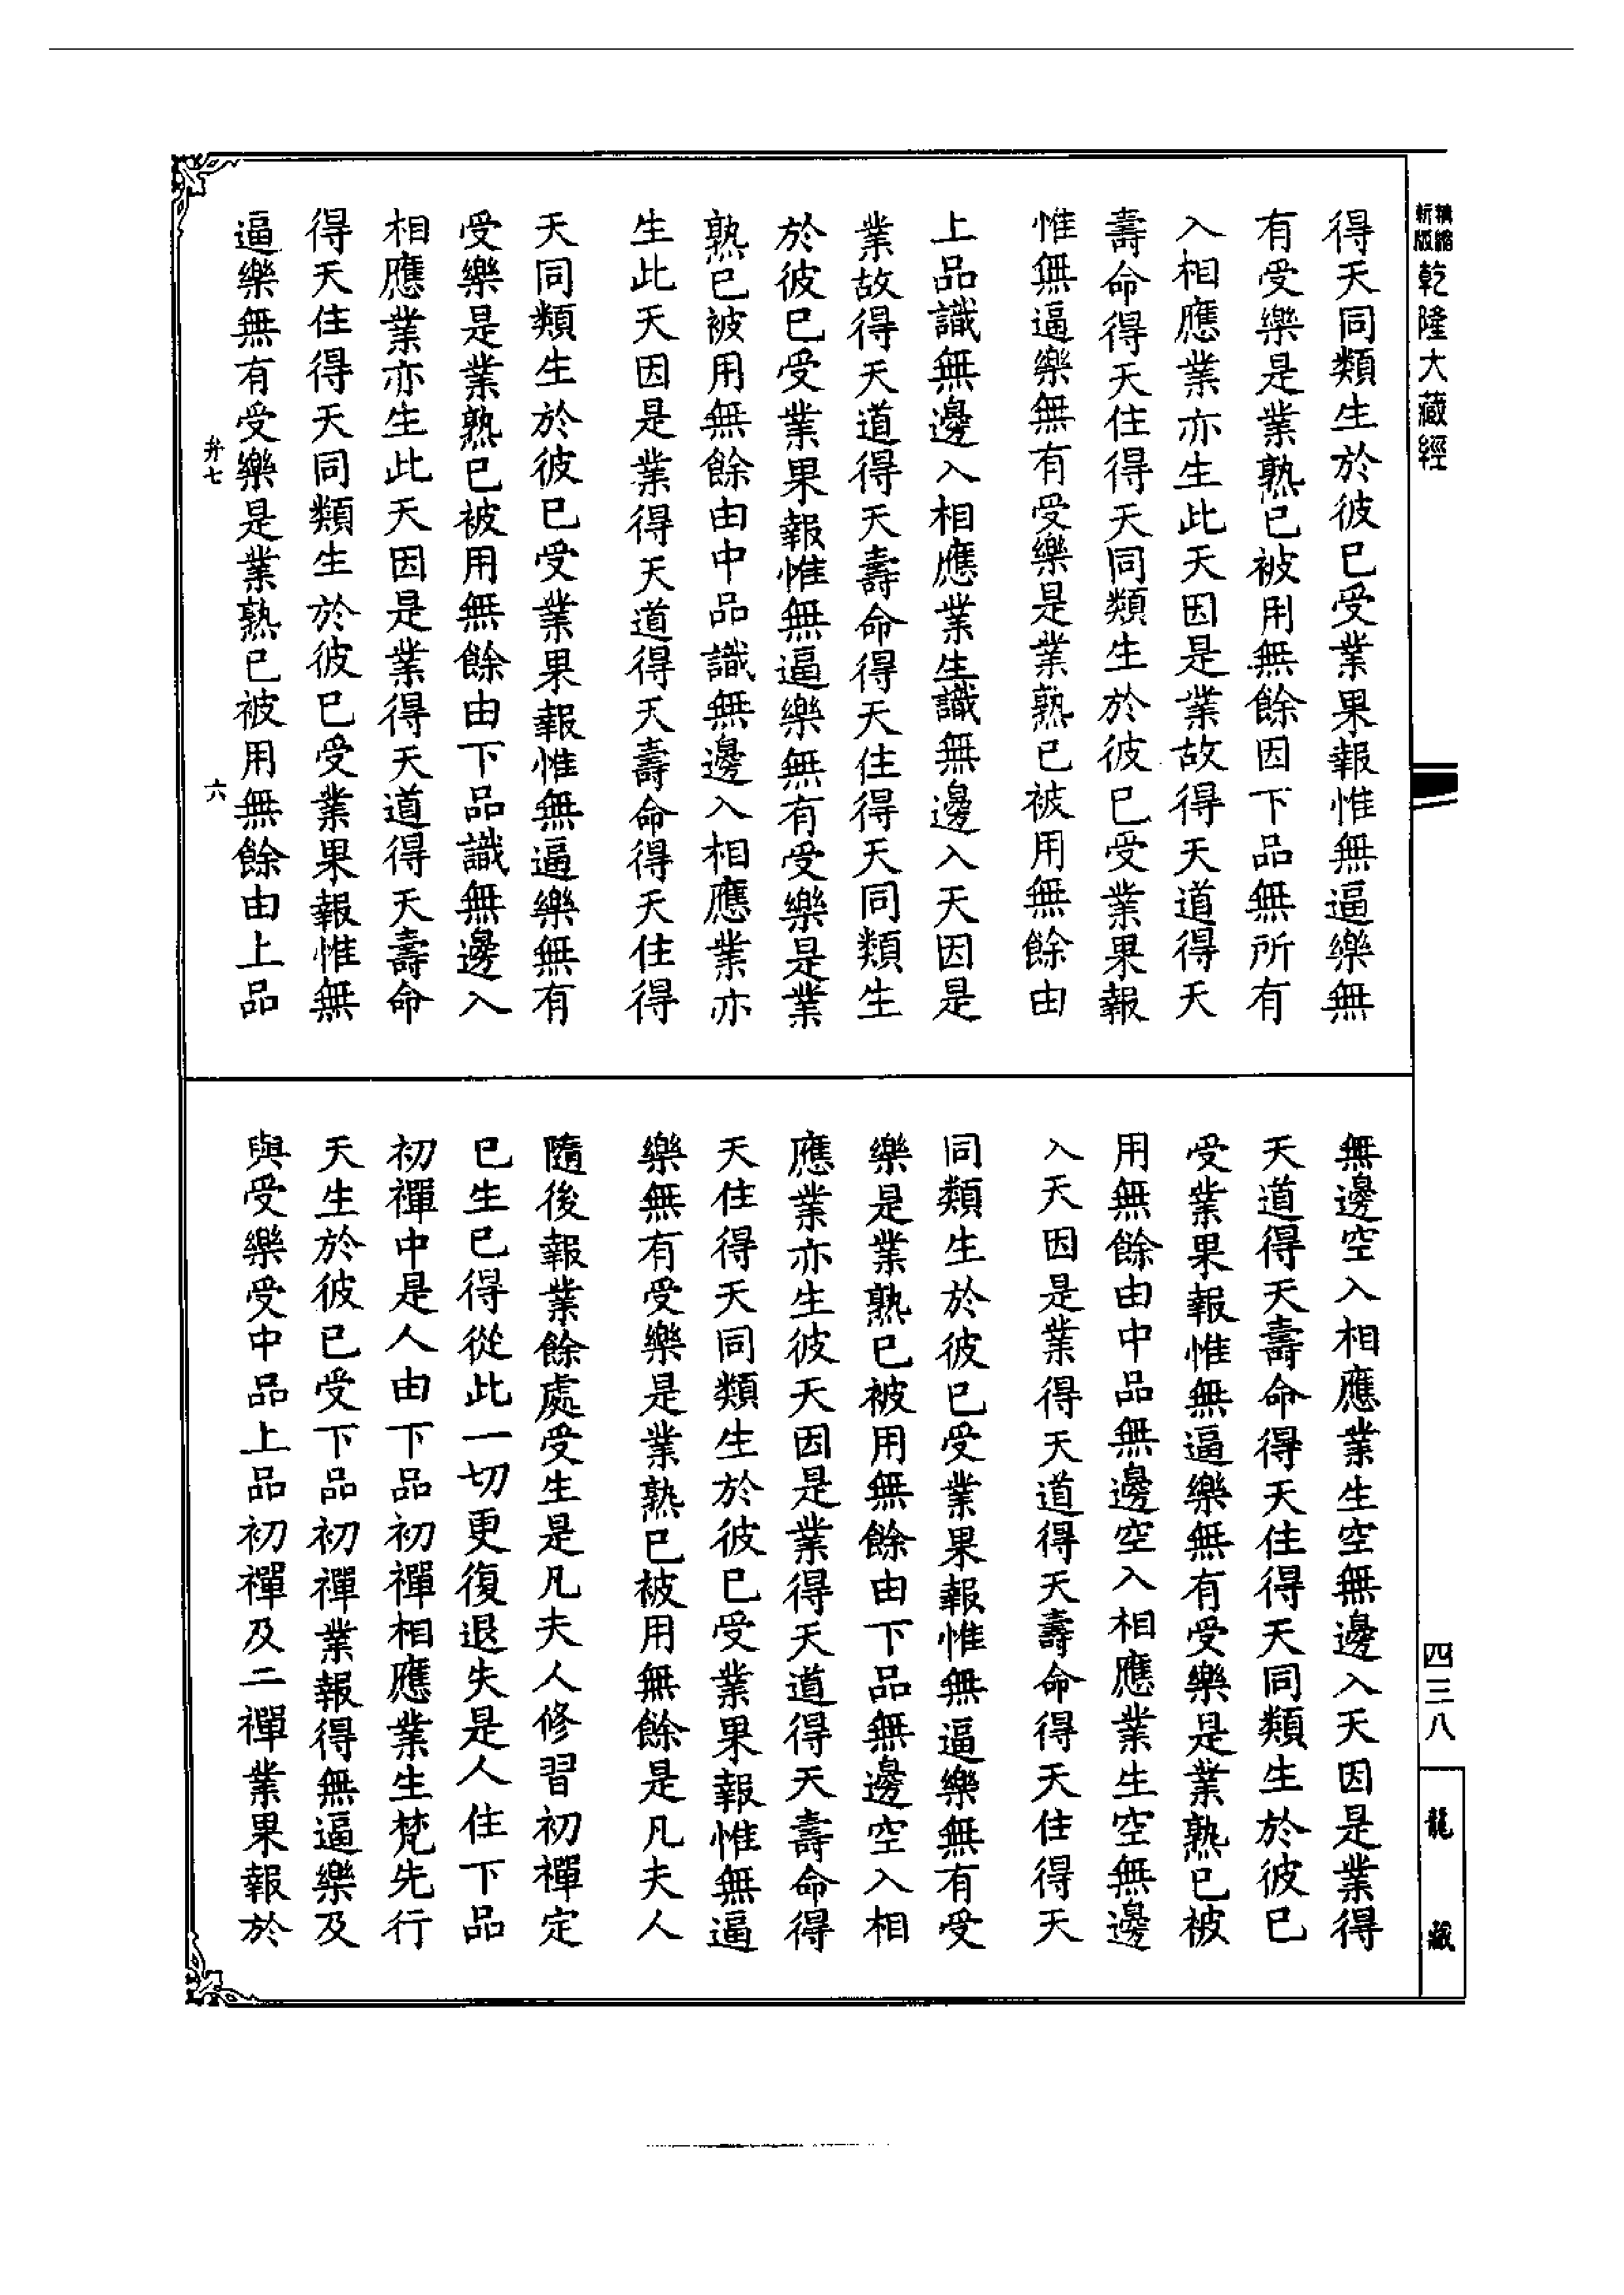 精縮新版 乾隆大藏經
得天同類生於彼已受業果報惟無逼樂無
有受樂是業熟已被用無餘因下品無所有
入相應業亦生此天因是業故得天道得天
壽命得天住得天同類生於彼已受業果報
惟無逼樂無有受樂是業熟已被用無餘由
上品識無邊入相應業生識無邊入天因是
業故得天道得天壽命得天住得天同類生
於彼已受業果報惟無逼樂無有受樂是業
熟已被用無餘由中品識無邊入相應業亦
生此天因是業得天道得天壽命得天住得
天同類生於彼已受業果報惟無逼樂無有
受樂是業熟已被用無餘由下品識無邊入
相應業亦生此天因是業得天道得天壽命
得天住得天同類生於彼已受業果報惟無
逼樂無有受樂是業熟已被用無餘由上品
無邊空入相應業生空無邊入天因是業得
天道得天壽命得天住得天同類生於彼已
受業果報惟無逼樂無有受樂是業熟已被
用無餘由中品無邊空入相應業生空無邊
入天因是業得天道得天壽命得天住得天
同類生於彼已受業果報惟無逼樂無有受
樂是業熟已被用無餘由下品無邊空入相
應業亦生彼天因是業得天道得天壽命得
天住得天同類生於彼已受業果報惟無逼
樂無有受樂是業熟已被用無餘是凡夫人
隨後報業餘處受生是凡夫人修習初禪定
已生已得從此一切更復退失是人住下品
初禪中是人由下品初禪相應業生梵先行
天生於彼已受下品初禪業報得無逼樂及
與受樂受中品上品初禪及二禪業果報於
四三八
龍藏
七
六